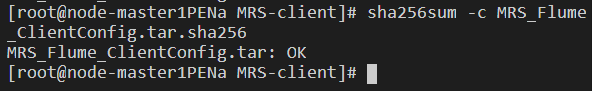 [root@node-master1PENa MRS-client]# sha256sum -c MRS_Flume
_ClientConfig.tar.sha256
MRS_Flume_ClientConfig.tar: OK
[root@node-master1PENa MRS-client]#